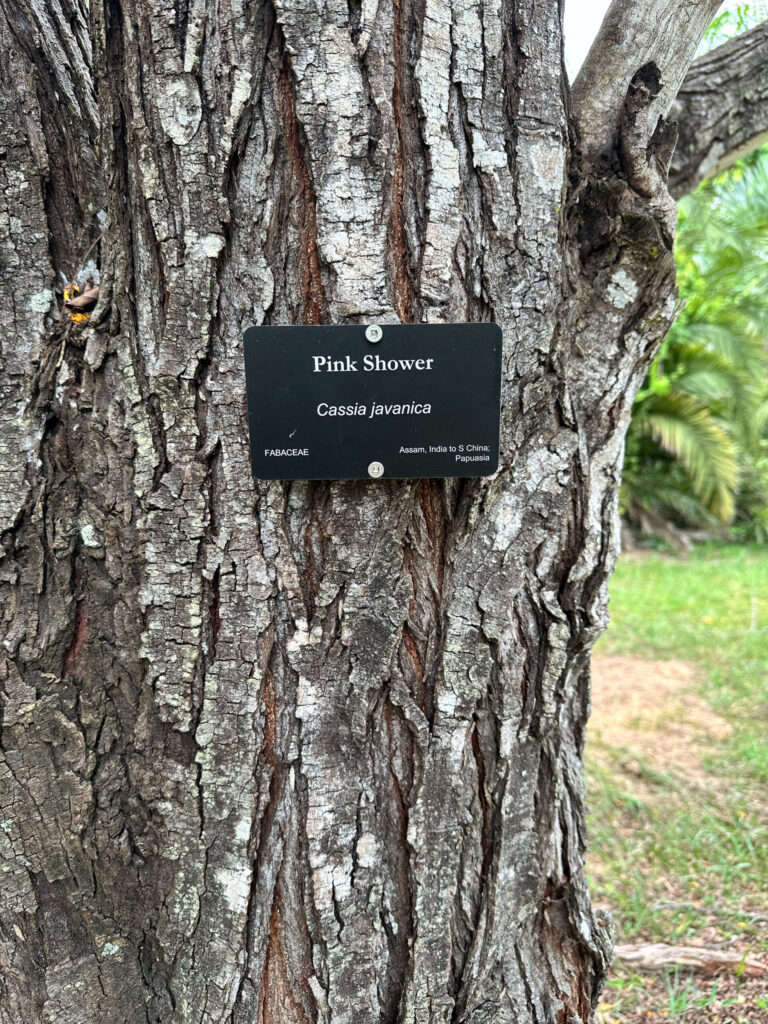 Pink Shower
Cassia javanica
FABACEAE
Assam, India to S China;
Papuasia